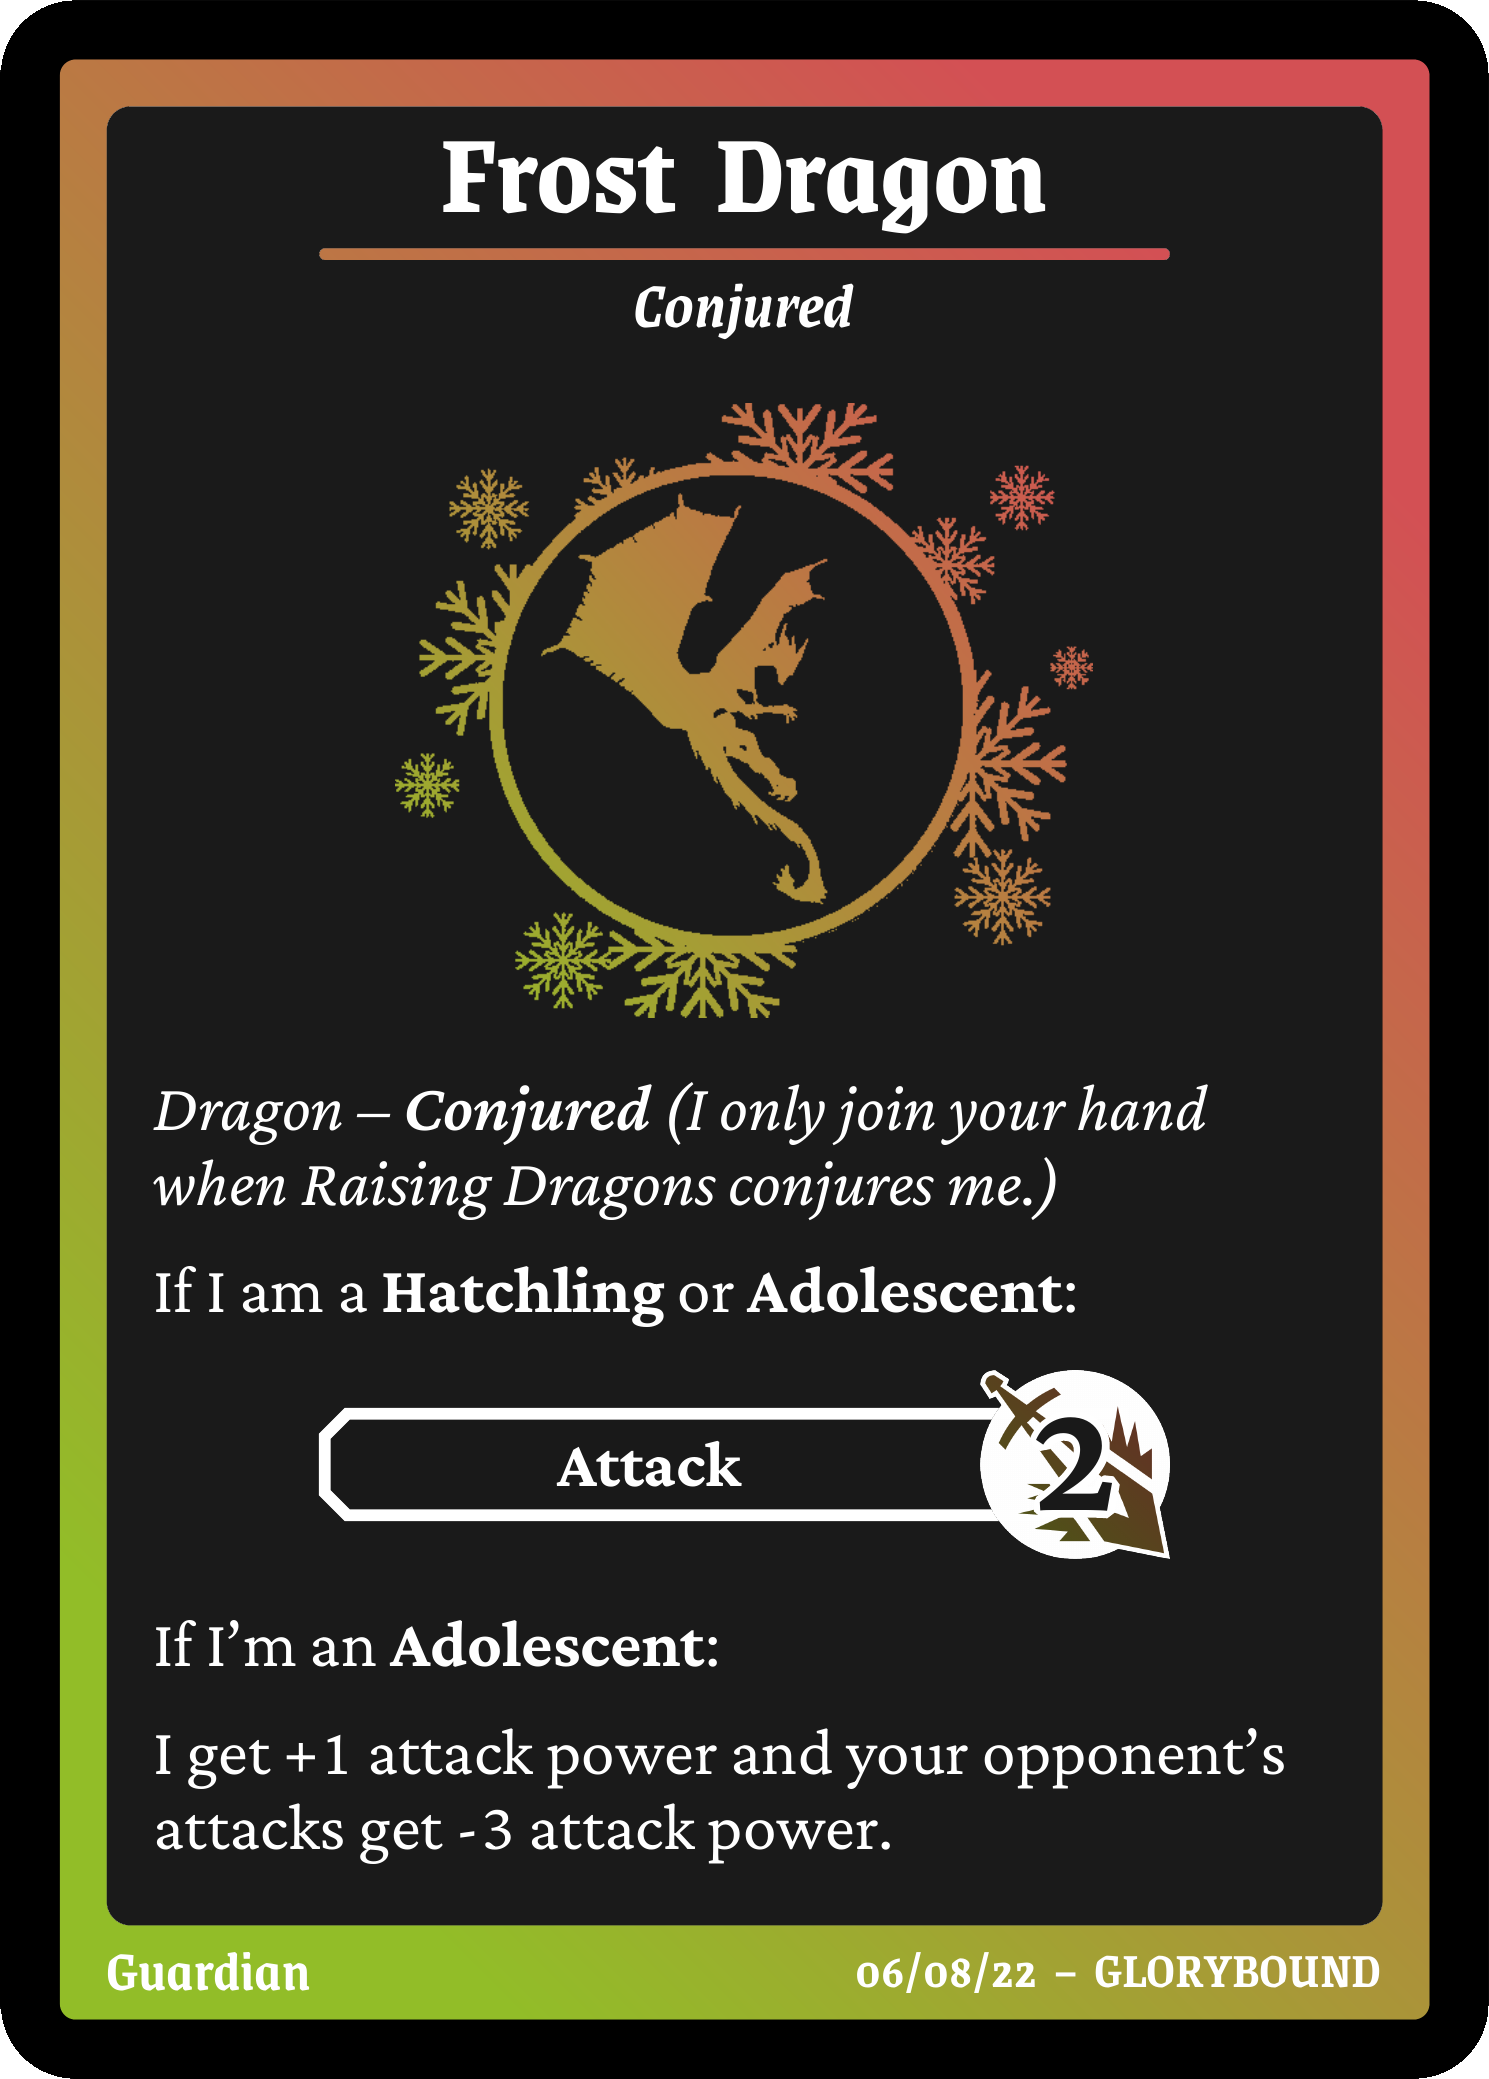 Frost Dragon
Conjured
Dragon – Conjured (I only join your hand
when Raising Dragons conjures me.)
If I am a Hatchling or Adolescent:
Attack
2
If I’m an Adolescent:
I get +1 attack power and your opponent’s
attacks get -3 attack power.
Guardian
06/08/22 – GLORYBOUND